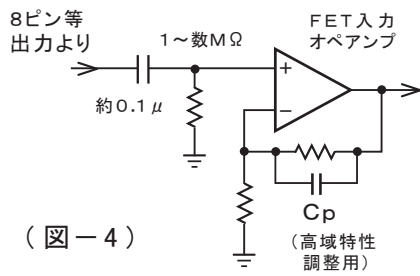 8ピン等
出力より
1～数MΩ
FET入力
オペアンプ
+
−
約0.1μ
Cp
(高域特性
調整用)
(図－4)